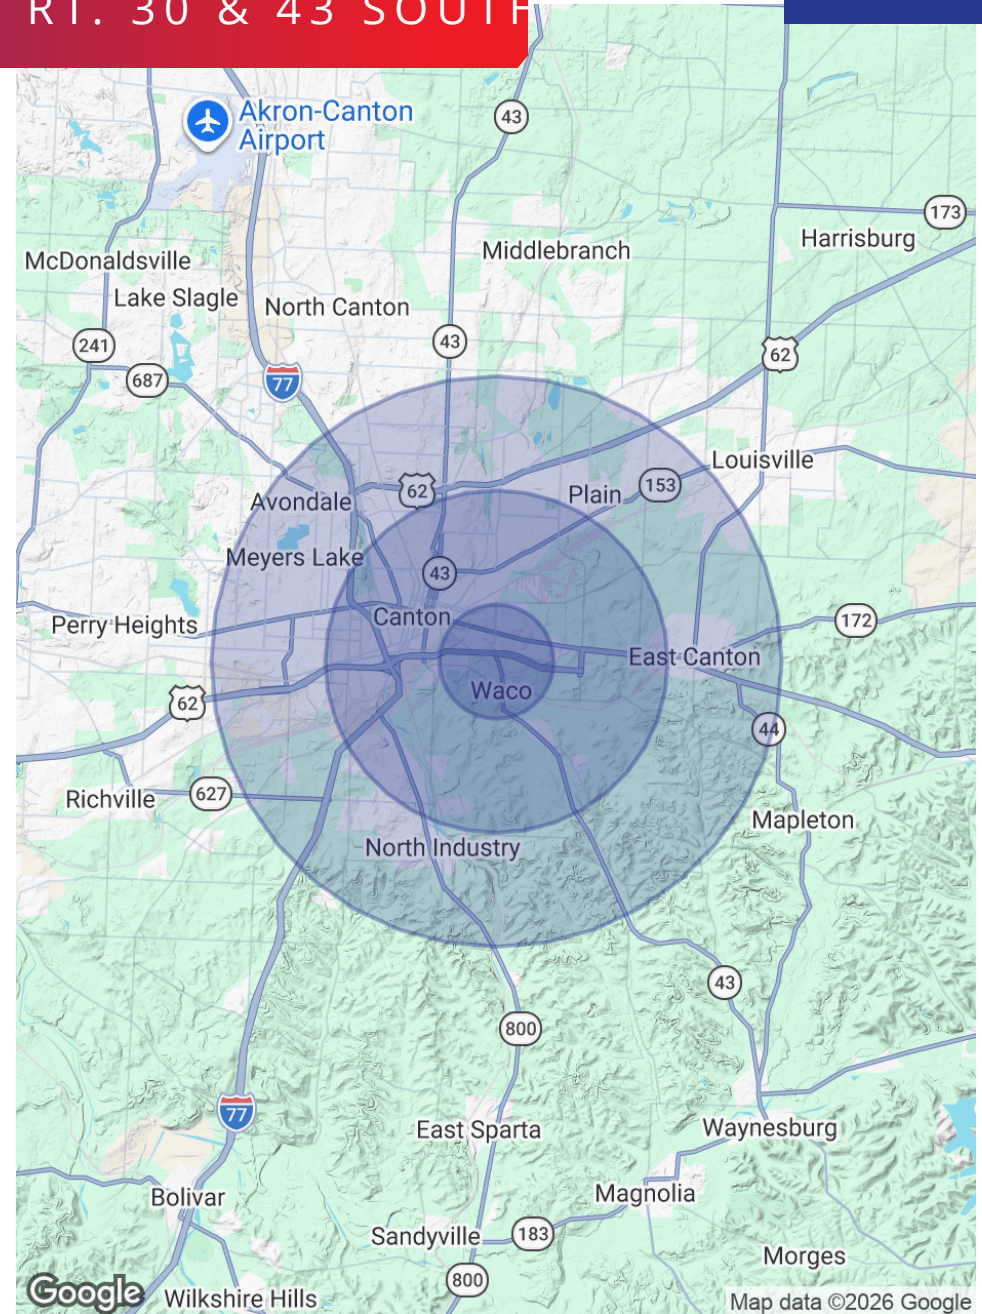 RT. 30 & 43 SOUTH
43
Akron-Canton
Airport
173
Harrisburg
Middlebranch
McDonaldsville
Lake Slagle
North Canton
241
43
62
687
77
Louisville
153
Plain
62
Avondale
Meyers Lake
43
Canton
172
Perry Heights
East Canton
Waco
62
44
Richville
627
Mapleton
North Industry
43
800
77
East Sparta
Waynesburg
Bolivar
Magnolia
Sandyville
183
Morges
800
Google
Wilkshire Hills
Map data ©2026 Google